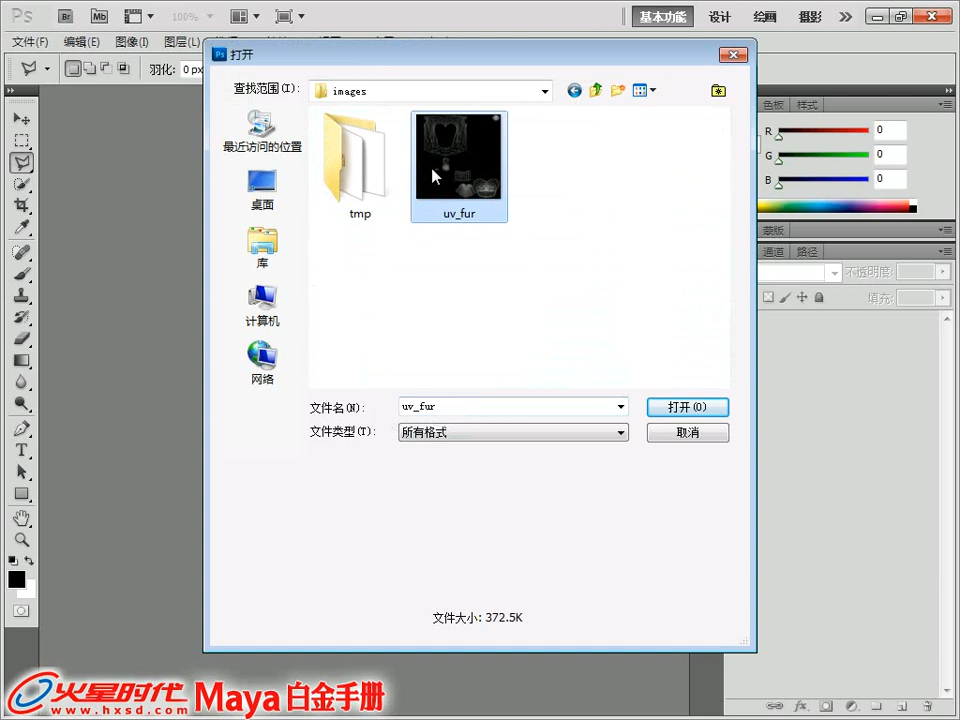 Ps Br Mb 100% 基本功能 设计 绘画 摄影
文件(F) 编辑(E) 图像(I) 图层(L)
羽化: 0 px
Ps 打开
查找范围(I): images
最近访问的位置
桌面
库
计算机
网络
tmp
uv_fur
文件名(N): uv_fur 打开(O)
文件类型(T): 所有格式 取消
文件大小: 372.5K
色板 样式
R 0
G 0
B 0
蒙版
通道 路径
不透明度:
填充:
T
fx
火星时代 Maya 白金手册
www.hxsd.com